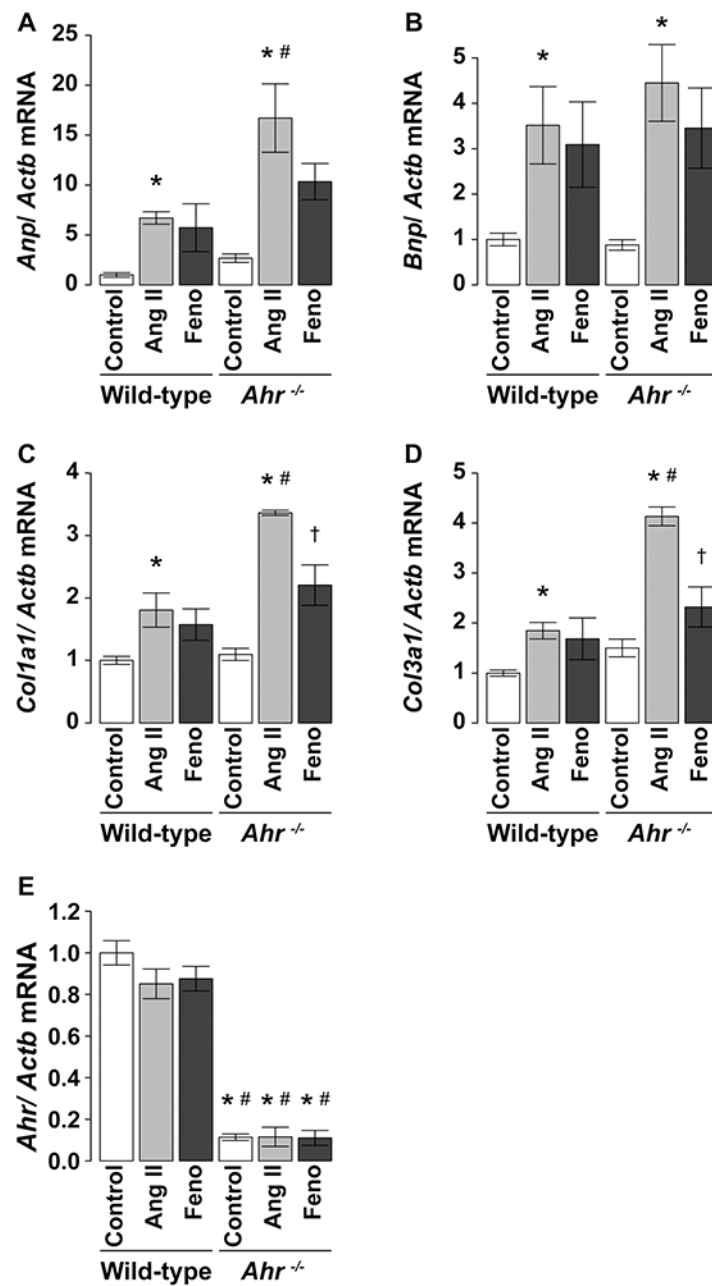 A
Anp/ Actb mRNA
25
20
15
10
5
0
* * #
Control Ang II Feno Control Ang II Feno
Wild-type Ahr -/-
B
Bnp/ Actb mRNA
5
4
3
2
1
0
* *
Control Ang II Feno Control Ang II Feno
Wild-type Ahr -/-
C
Col1a1/ Actb mRNA
4
3
2
1
0
* * # †
Control Ang II Feno Control Ang II Feno
Wild-type Ahr -/-
D
Col3a1/ Actb mRNA
5
4
3
2
1
0
* * # †
Control Ang II Feno Control Ang II Feno
Wild-type Ahr -/-
E
Ahr/ Actb mRNA
1.2
1.0
0.8
0.6
0.4
0.2
0.0
* # * # * #
Control Ang II Feno Control Ang II Feno
Wild-type Ahr -/-